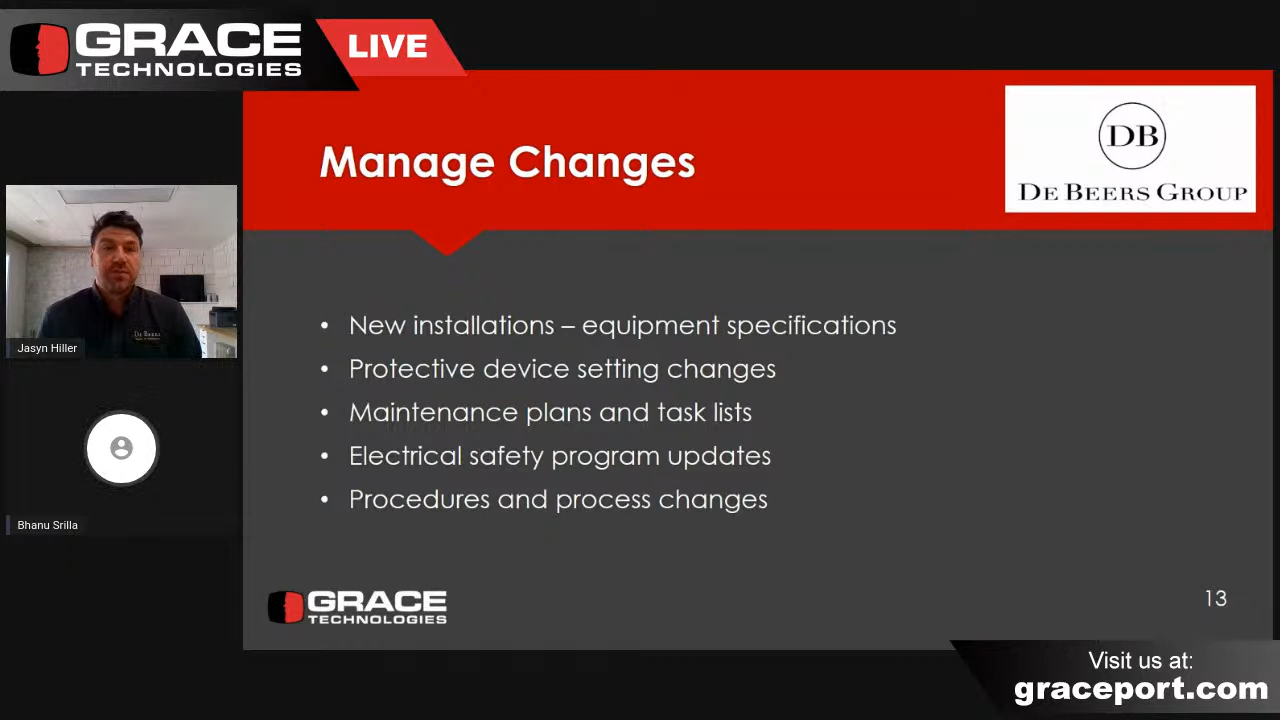 GRACE
TECHNOLOGIES
LIVE
Manage Changes
DB
DE BEERS GROUP
Jasyn Hiller
DE BEERS
Bhanu Srilla
• New installations – equipment specifications
• Protective device setting changes
• Maintenance plans and task lists
• Electrical safety program updates
• Procedures and process changes
GRACE
TECHNOLOGIES
13
Visit us at:
graceport.com